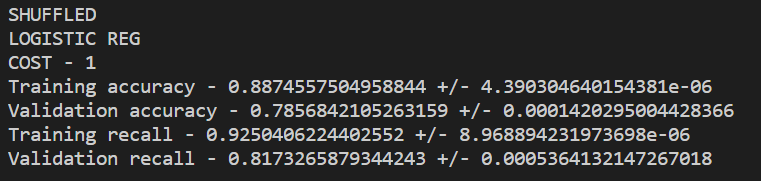 SHUFFLED
LOGISTIC REG
COST - 1
Training accuracy - 0.8874557504958844 +/- 4.390304640154381e-06
Validation accuracy - 0.7856842105263159 +/- 0.0001420295004428366
Training recall - 0.9250406224402552 +/- 8.968894231973698e-06
Validation recall - 0.8173265879344243 +/- 0.0005364132147267018